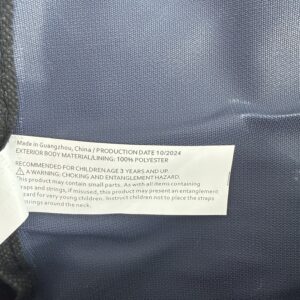 Made in Guangzhou, China / PRODUCTION DATE 10/2024
EXTERIOR BODY MATERIAL/LINING: 100% POLYESTER
RECOMMENDED FOR CHILDREN AGE 3 YEARS AND UP.
⚠ A WARNING: CHOKING AND ENTANGLEMENT HAZARD.
This product may contain small parts. As with all items containing
straps and strings, if misused, this product may present an entanglement
hazard for very young children. Instruct children not to place the straps
strings around the neck.